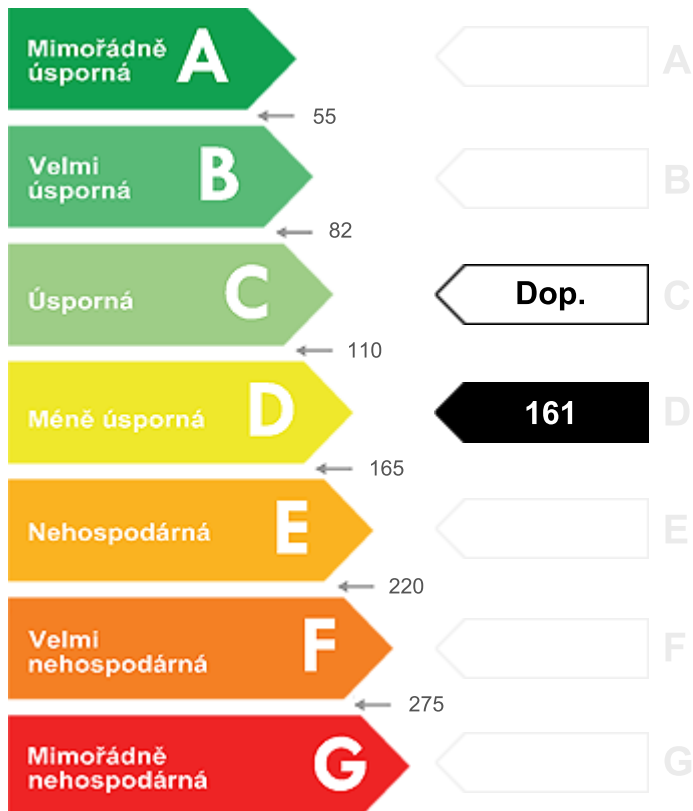 Mimořádně
úsporná
A
A
55
Velmi
úsporná
B
B
82
Úsporná
C
Dop.
C
110
Méně úsporná
D
161
D
165
Nehospodárná
E
E
220
Velmi
nehospodárná
F
F
275
Mimořádně
nehospodárná
G
G